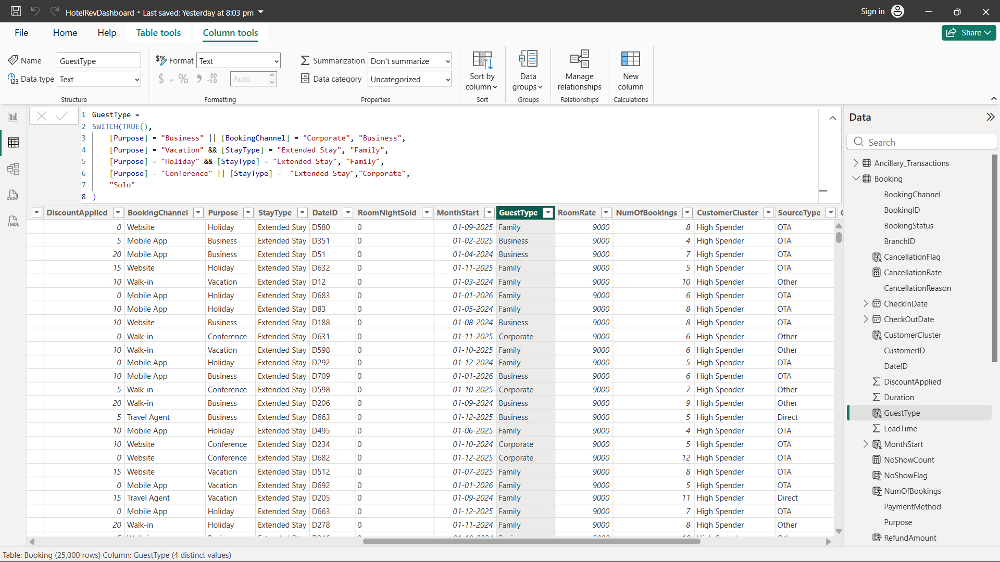 HotelRevDashboard • Last saved: Yesterday at 8:03 pm
Sign in
File Home Help Table tools Column tools
Share
Name GuestType
Data type Text
Structure
$% Format Text
$ % 9 .00 Auto
Formatting
Summarization Don't summarize
Data category Uncategorized
Properties
Sort by
column
Sort
Data
groups
Groups
Manage
relationships
Relationships
New
column
Calculations
1 GuestType =
2 SWITCH(TRUE(),
3 [Purpose] = "Business" || [BookingChannel] = "Corporate", "Business",
4 [Purpose] = "Vacation" && [StayType] = "Extended Stay", "Family",
5 [Purpose] = "Holiday" && [StayType] = "Extended Stay", "Family",
6 [Purpose] = "Conference" || [StayType] =  "Extended Stay","Corporate",
7 "Solo"
8 )
DiscountApplied BookingChannel Purpose StayType DateID RoomNightSold MonthStart GuestType RoomRate NumOfBookings CustomerCluster SourceType
0 Website Holiday Extended Stay D580 0 01-09-2025 Family 9000 8 High Spender OTA
5 Mobile App Business Extended Stay D351 0 01-02-2025 Business 9000 4 High Spender OTA
20 Mobile App Business Extended Stay D51 0 01-04-2024 Business 9000 7 High Spender OTA
15 Website Holiday Extended Stay D632 0 01-11-2025 Family 9000 5 High Spender OTA
10 Walk-in Vacation Extended Stay D12 0 01-03-2024 Family 9000 10 High Spender Other
0 Mobile App Holiday Extended Stay D683 0 01-01-2026 Family 9000 6 High Spender OTA
10 Mobile App Holiday Extended Stay D83 0 01-05-2024 Family 9000 8 High Spender OTA
10 Website Business Extended Stay D188 0 01-08-2024 Business 9000 8 High Spender OTA
0 Walk-in Conference Extended Stay D631 0 01-11-2025 Corporate 9000 6 High Spender Other
10 Walk-in Vacation Extended Stay D598 0 01-10-2025 Family 9000 6 High Spender Other
0 Mobile App Holiday Extended Stay D292 0 01-12-2024 Family 9000 5 High Spender OTA
10 Mobile App Business Extended Stay D709 0 01-01-2026 Business 9000 6 High Spender OTA
5 Walk-in Conference Extended Stay D598 0 01-10-2025 Corporate 9000 7 High Spender Other
20 Walk-in Business Extended Stay D206 0 01-09-2024 Business 9000 9 High Spender Other
5 Travel Agent Business Extended Stay D663 0 01-12-2025 Business 9000 5 High Spender Direct
10 Mobile App Holiday Extended Stay D495 0 01-06-2025 Family 9000 4 High Spender OTA
10 Website Conference Extended Stay D234 0 01-10-2024 Corporate 9000 5 High Spender OTA
0 Website Conference Extended Stay D682 0 01-12-2025 Corporate 9000 12 High Spender OTA
15 Website Vacation Extended Stay D512 0 01-07-2025 Family 9000 8 High Spender OTA
0 Mobile App Vacation Extended Stay D692 0 01-01-2026 Family 9000 5 High Spender OTA
15 Travel Agent Vacation Extended Stay D205 0 01-09-2024 Family 9000 11 High Spender Direct
0 Mobile App Holiday Extended Stay D663 0 01-12-2025 Family 9000 7 High Spender OTA
20 Walk-in Holiday Extended Stay D278 0 01-11-2024 Family 9000 8 High Spender Other
Table: Booking (25,000 rows) Column: GuestType (4 distinct values)
DAX
TMDL
Data
Search
Ancillary_Transactions
Booking
BookingChannel
BookingID
BookingStatus
BranchID
CancellationFlag
CancellationRate
CancellationReason
CheckInDate
CheckOutDate
CustomerCluster
CustomerID
DateID
DiscountApplied
Duration
GuestType
LeadTime
MonthStart
NoShowCount
NoShowFlag
NumOfBookings
PaymentMethod
Purpose
RefundAmount